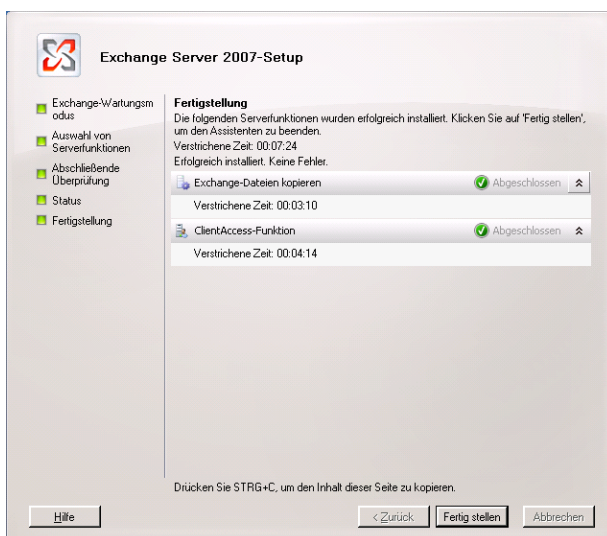 Exchange Server 2007-Setup
Exchange-Wartungsm
odus
Auswahl von
Serverfunktionen
Abschließende
Überprüfung
Status
Fertigstellung
Fertigstellung
Die folgenden Serverfunktionen wurden erfolgreich installiert. Klicken Sie auf 'Fertig stellen',
um den Assistenten zu beenden.
Verstrichene Zeit: 00:07:24
Erfolgreich installiert. Keine Fehler.
Exchange-Dateien kopieren Abgeschlossen
Verstrichene Zeit: 00:03:10
ClientAccess-Funktion Abgeschlossen
Verstrichene Zeit: 00:04:14
Drücken Sie STRG+C, um den Inhalt dieser Seite zu kopieren.
Hilfe < Zurück Fertig stellen Abbrechen